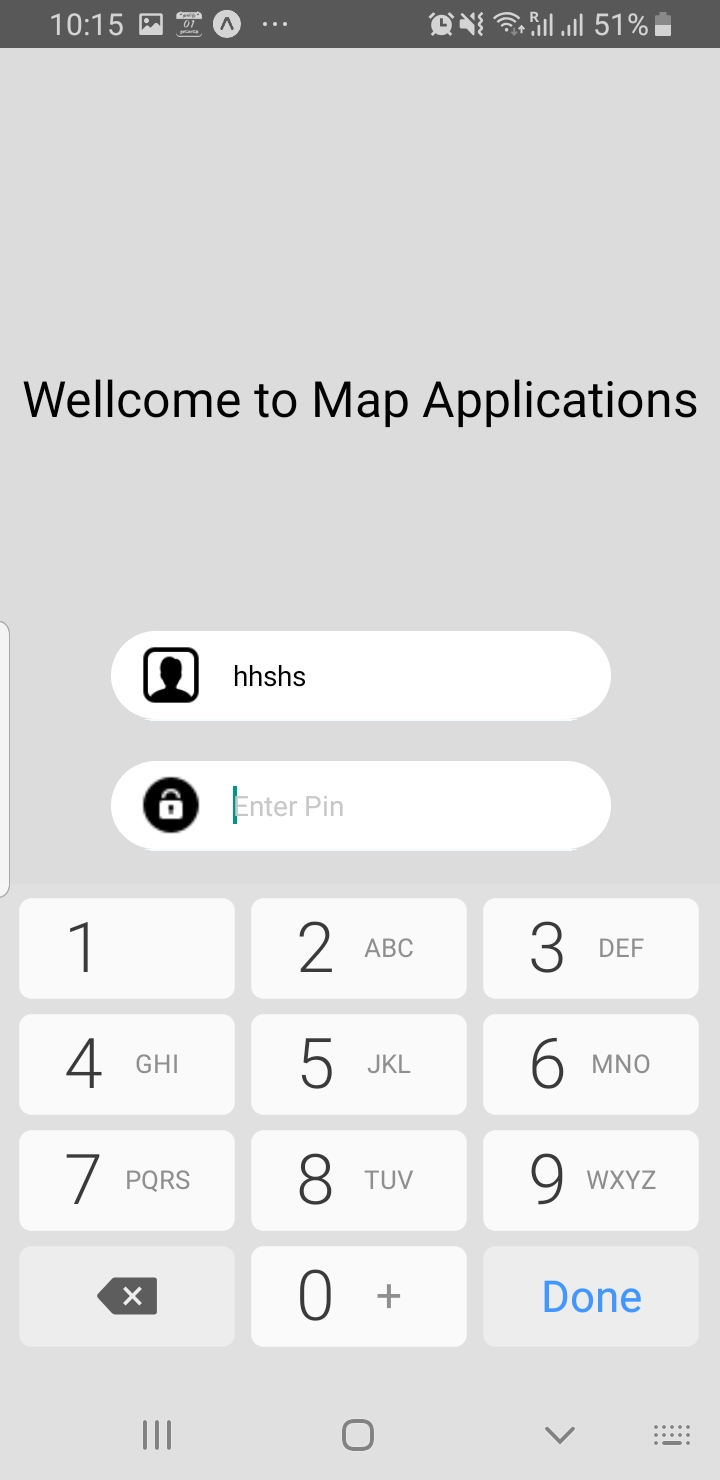 10:15 R 51%
Wellcome to Map Applications
hhshs
Enter Pin
1 2 ABC 3 DEF
4 GHI 5 JKL 6 MNO
7 PQRS 8 TUV 9 WXYZ
0 + Done